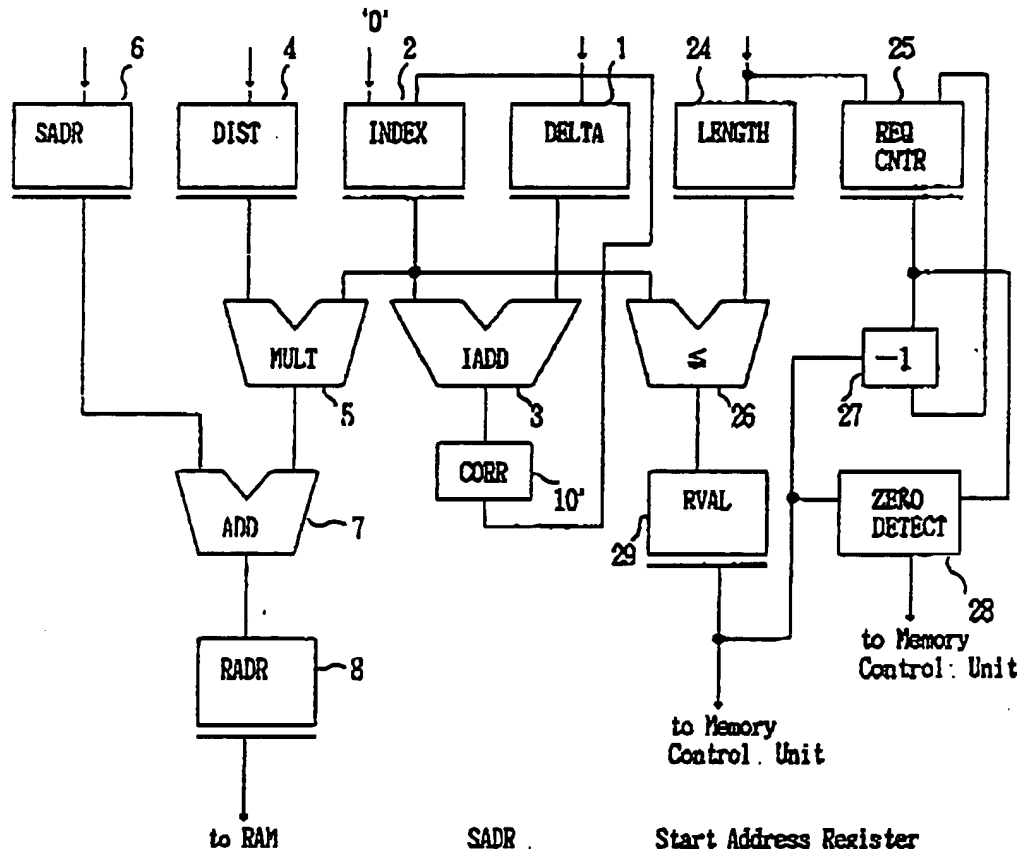 '0'
6 4 2 1 24 25
SADR DIST INDEX DELTA LENGTH REQ
CNTR
MULT IADD ≦ -1
5 3 26 27
CORR
10'
ADD
7
RVAL
29
ZERO
DETECT
28
to Memory
Control. Unit
RADR
8
to Memory
Control. Unit
to RAM SADR . Start Address Register